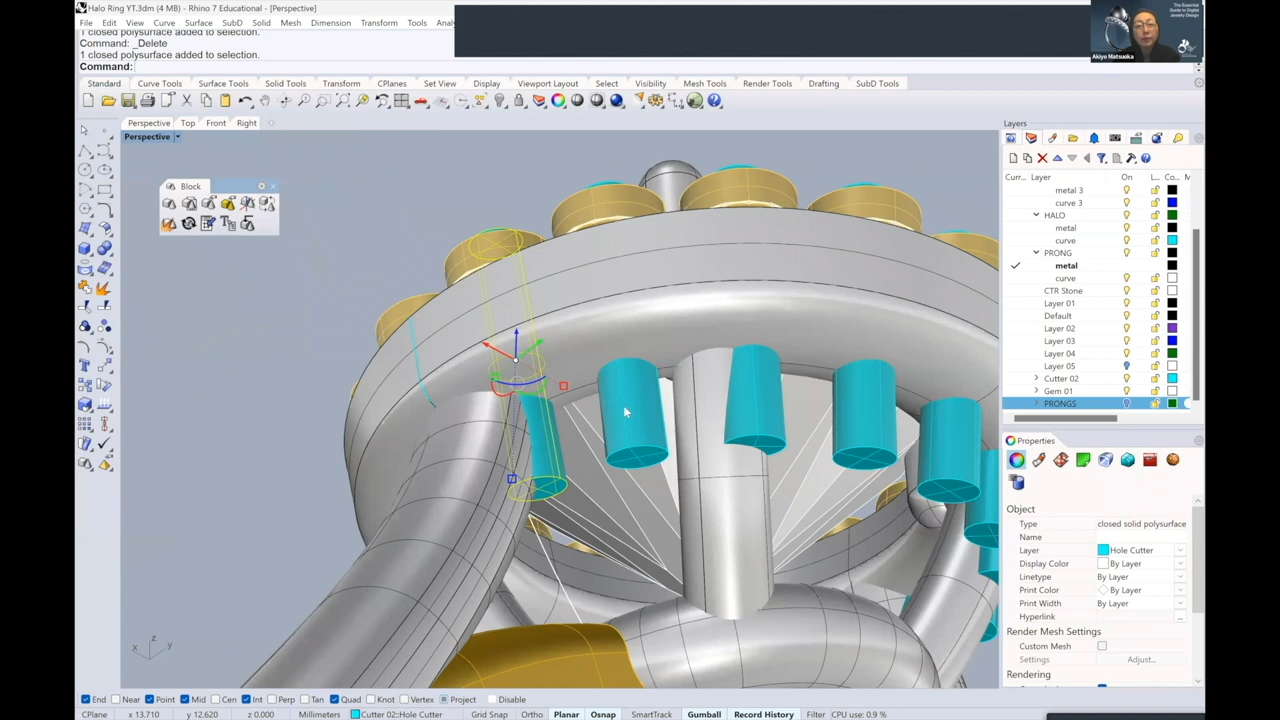 Halo Ring YT.3dm (4 MB) - Rhino 7 Educational - [Perspective]
File Edit View Curve Surface SubD Solid Mesh Dimension Transform Tools
1 closed polysurface added to selection.
Command: _Delete
1 closed polysurface added to selection.
Command:
The Essential
Guide to Digital
Jewelry Design
Akiyo Matsuoka
Standard Curve Tools Surface Tools Solid Tools Transform CPlanes Set View Display Viewport Layout Select Visibility Mesh Tools Render Tools Drafting SubD Tools
Perspective Top Front Right
Perspective
Block
z
x y
Layers
Curr... Layer On L... Co... M
metal 3
curve 3
HALO
metal
curve
PRONG
metal
curve
CTR Stone
Layer 01
Default
Layer 02
Layer 03
Layer 04
Layer 05
Cutter 02
Gem 01
PRONGS
Properties
Object
Type closed solid polysurface
Name
Layer Hole Cutter
Display Color By Layer
Linetype By Layer
Print Color By Layer
Print Width By Layer
Hyperlink ...
Render Mesh Settings
Custom Mesh
Settings Adjust...
Rendering
End Near Point Mid Cen Int Perp Tan Quad Knot Vertex Project Disable
CPlane x 13.710 y 12.620 z 0.000 Millimeters Cutter 02::Hole Cutter Grid Snap Ortho Planar Osnap SmartTrack Gumball Record History Filter CPU use: 0.9 %